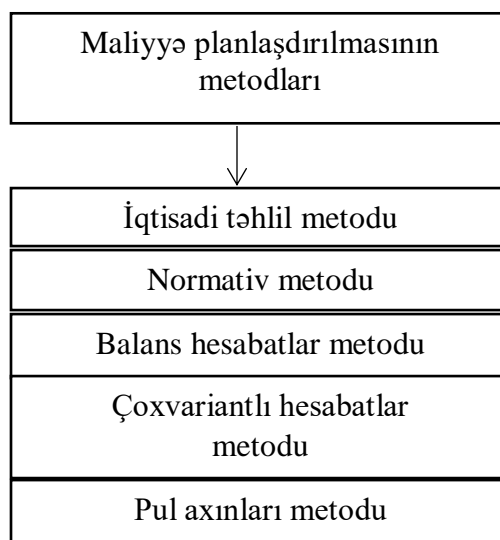 Maliyyə planlaşdırılmasının
metodları
İqtisadi təhlil metodu
Normativ metodu
Balans hesabatlar metodu
Çoxvariantlı hesabatlar
metodu
Pul axınları metodu